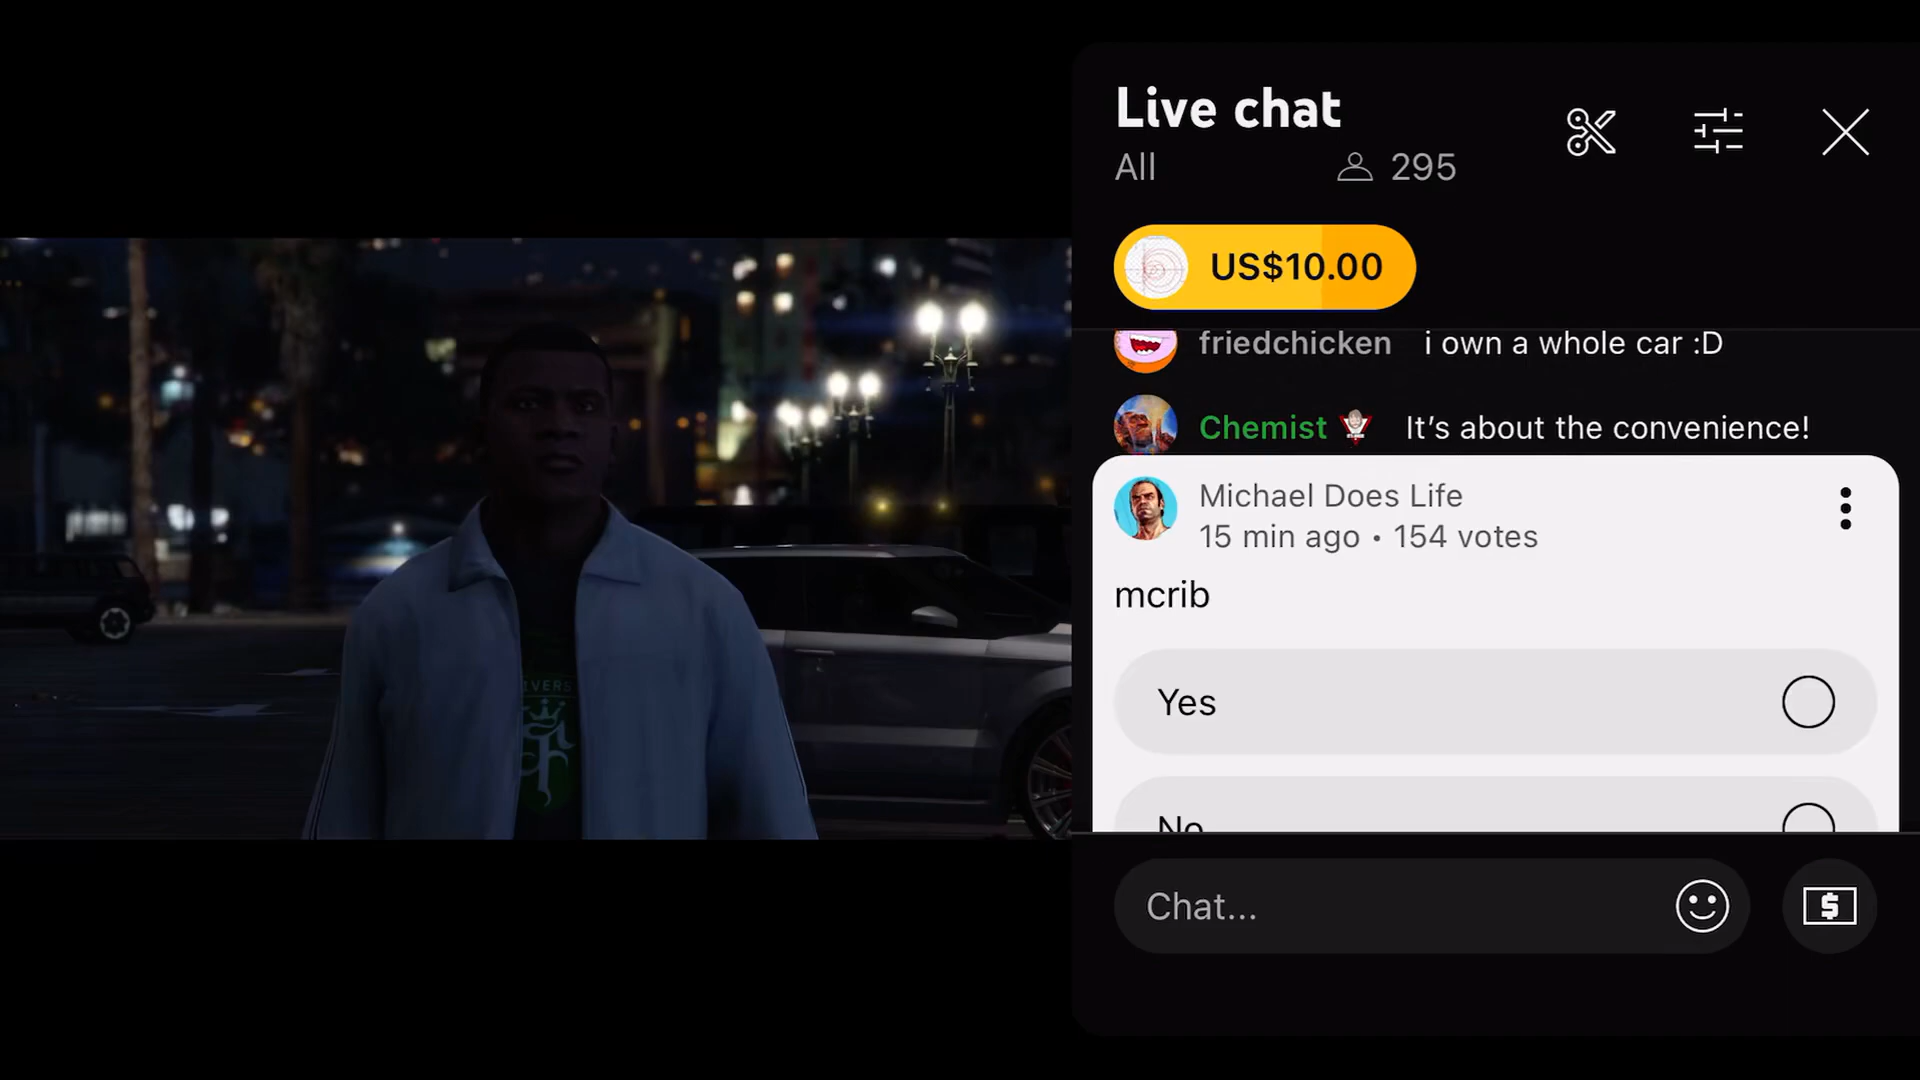 Live chat
All 295
US$10.00
friedchicken i own a whole car :D
Chemist It’s about the convenience!
Michael Does Life
15 min ago • 154 votes
mcrib
Yes
No
Chat...